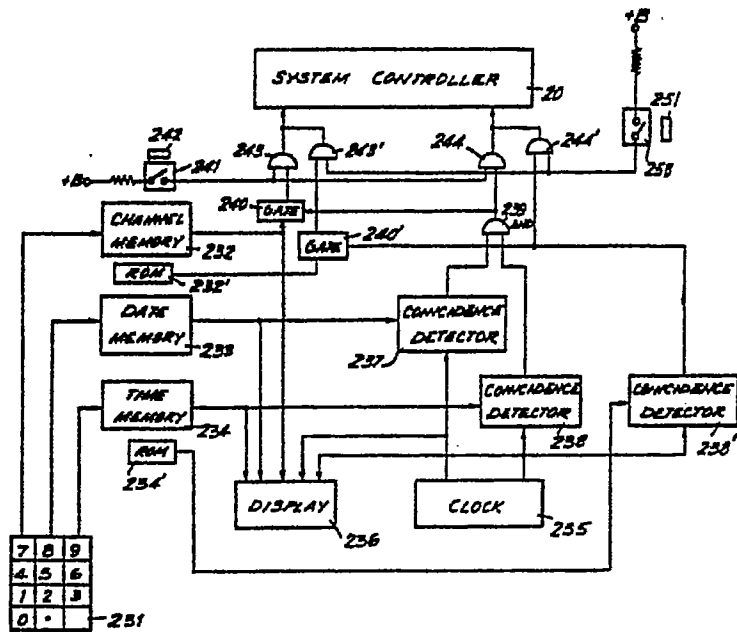 +B
SYSTEM CONTROLLER
20
251
258
242
241
+B
243
243'
244
244'
240
GATE
239
AND
CHANNEL
MEMORY
232
GATE
240'
ROM
232'
DATE
MEMORY
233
COINCIDENCE
DETECTOR
237
TIME
MEMORY
234
COINCIDENCE
DETECTOR
238
COINCIDENCE
DETECTOR
238'
ROM
234'
DISPLAY
236
CLOCK
235
7 8 9
4 5 6
1 2 3
0 •
231